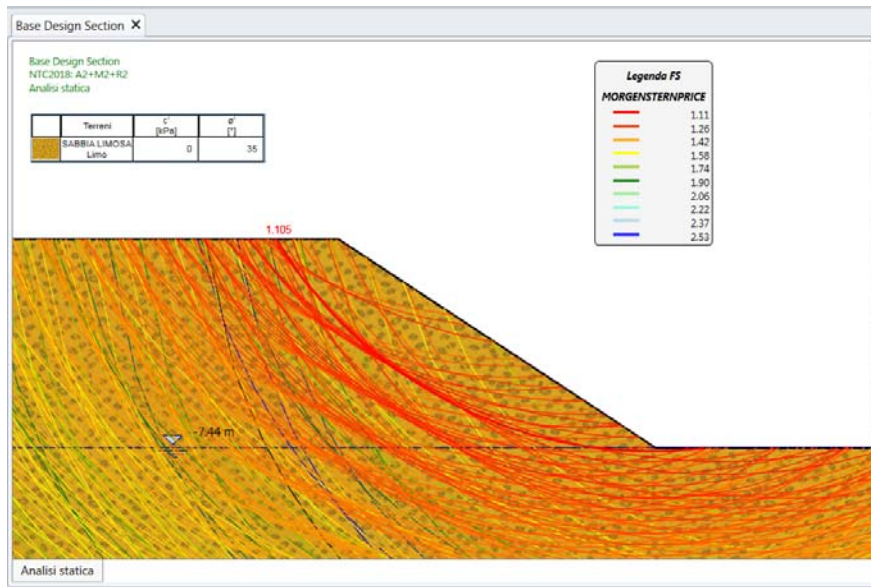 Base Design Section ×
Base Design Section
NTC2018: A2+M2+R2
Analisi statica
Terreni c' [kPa] ø' [°]
SABBIA LIMOSA Limo 0 35
Legenda FS
MORGENSTERNPRICE
1.11
1.26
1.42
1.58
1.74
1.90
2.06
2.22
2.37
2.53
1.105
-7.44 m
Analisi statica